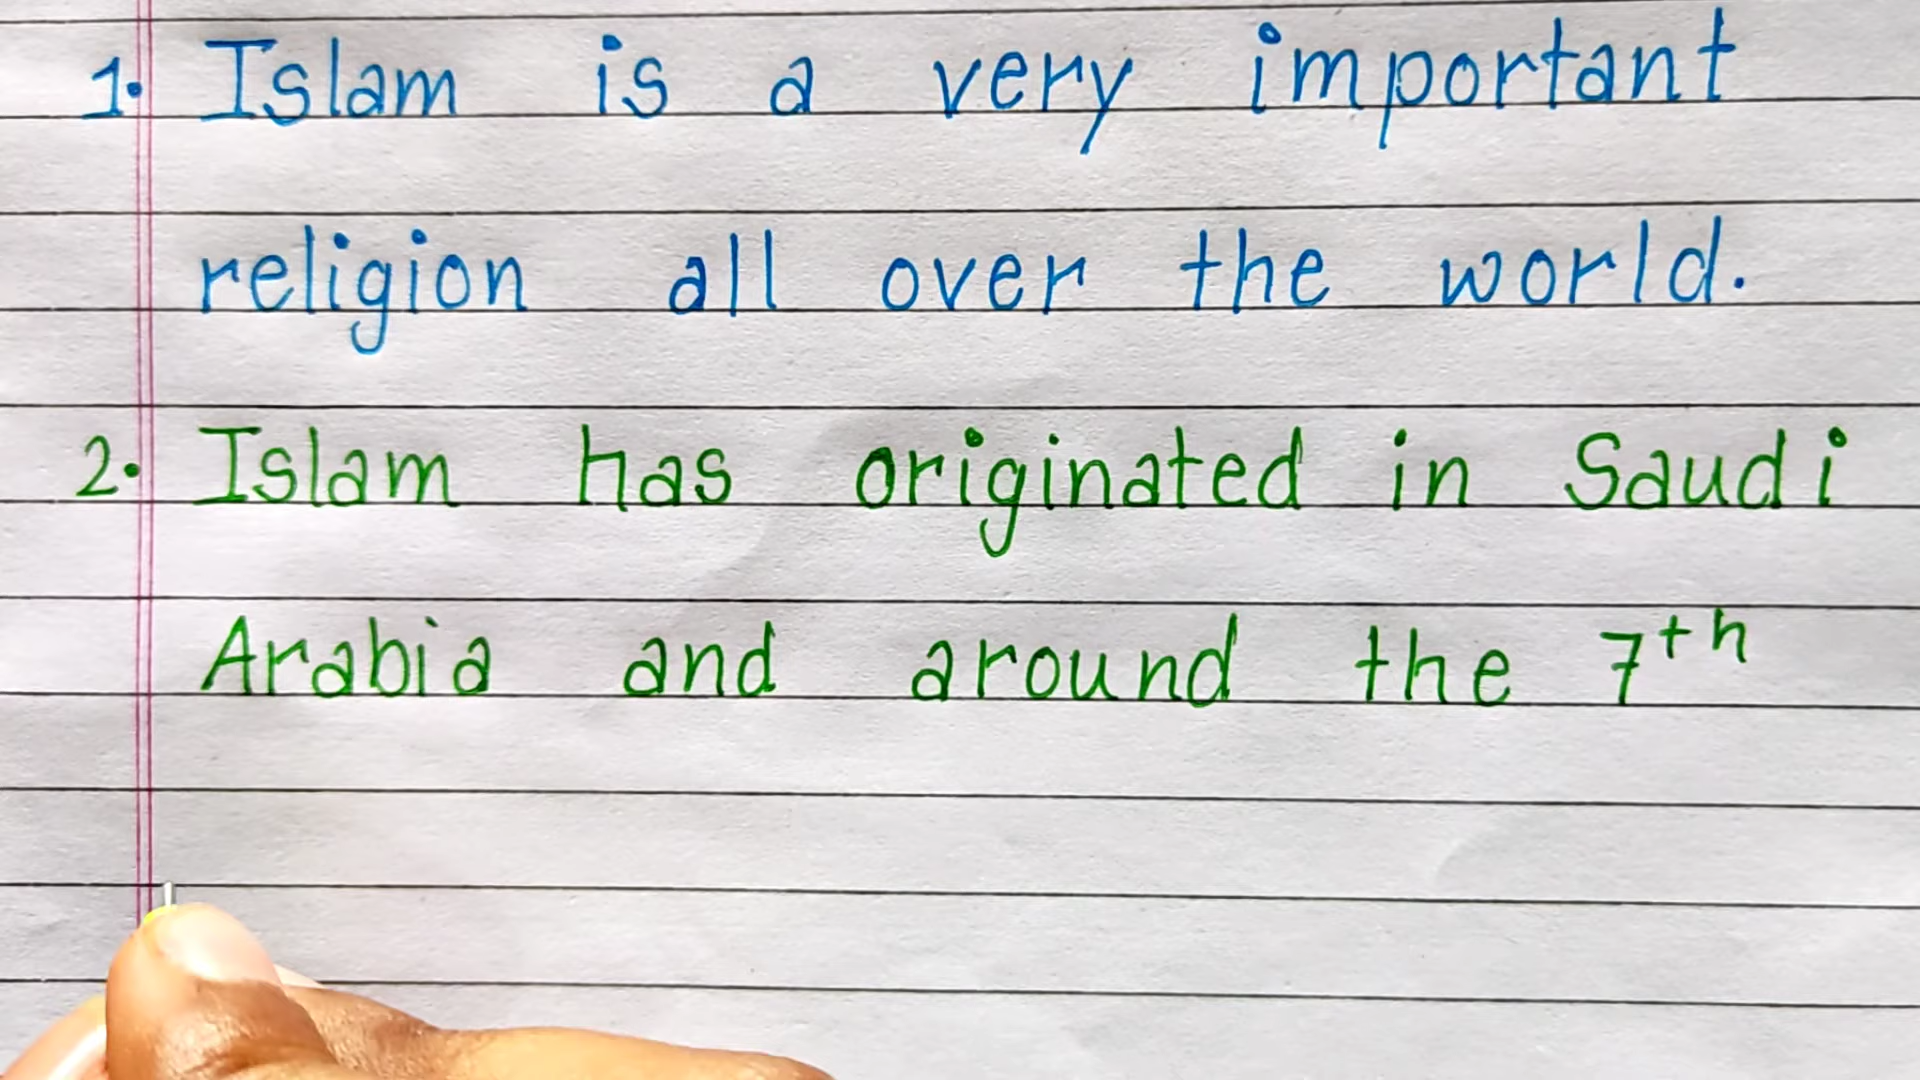 1. Islam is a very important
religion all over the world.
2. Islam has originated in Saudi
Arabia and around the 7th